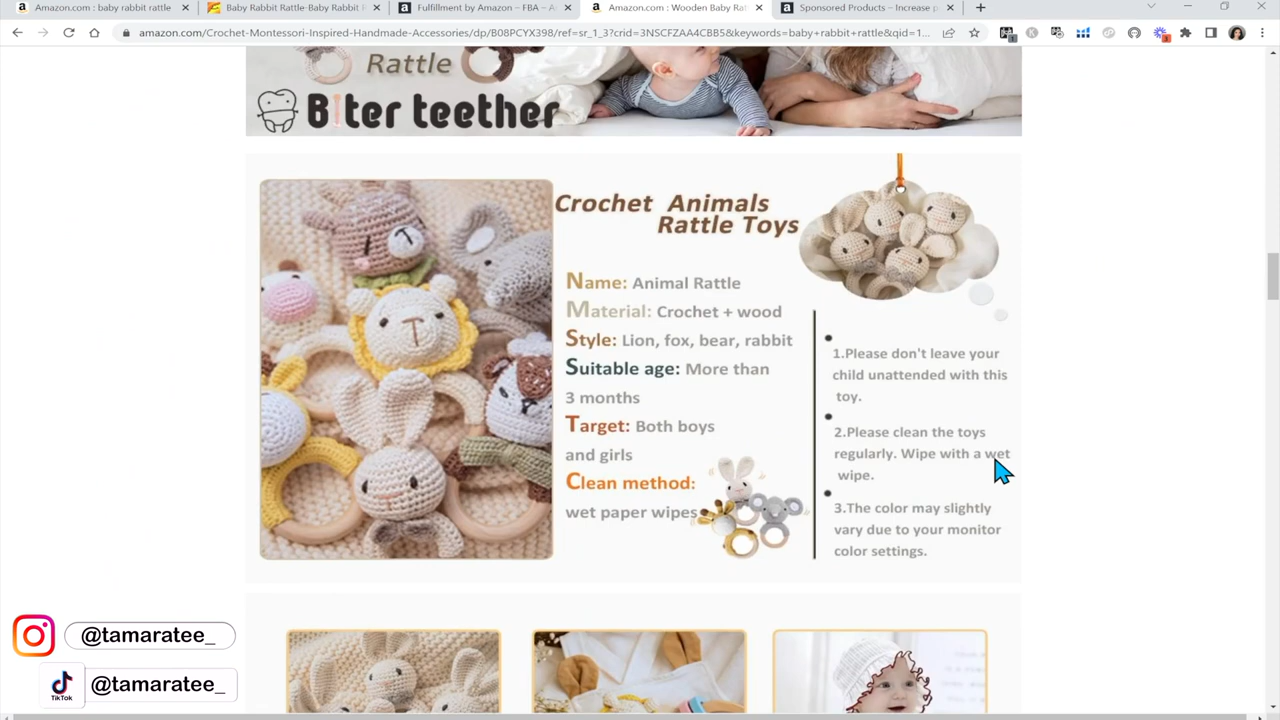 Amazon.com : baby rabbit rattle
Baby Rabbit Rattle-Baby Rabbit
Fulfillment by Amazon – FBA – A
Amazon.com : Wooden Baby Rat
Sponsored Products – Increase p
amazon.com/Crochet-Montessori-Inspired-Handmade-Accessories/dp/B08PCYX398/ref=sr_1_3?crid=3NSCFZAA4CBB5&keywords=baby+rabbit+rattle&qid=1...
Rattle
Biter teether
Crochet Animals
Rattle Toys
Name: Animal Rattle
Material: Crochet + wood
Style: Lion, fox, bear, rabbit
Suitable age: More than
3 months
Target: Both boys
and girls
Clean method:
wet paper wipes
1.Please don't leave your
child unattended with this
toy.
2.Please clean the toys
regularly. Wipe with a wet
wipe.
3.The color may slightly
vary due to your monitor
color settings.
@tamaratee_
TikTok
@tamaratee_